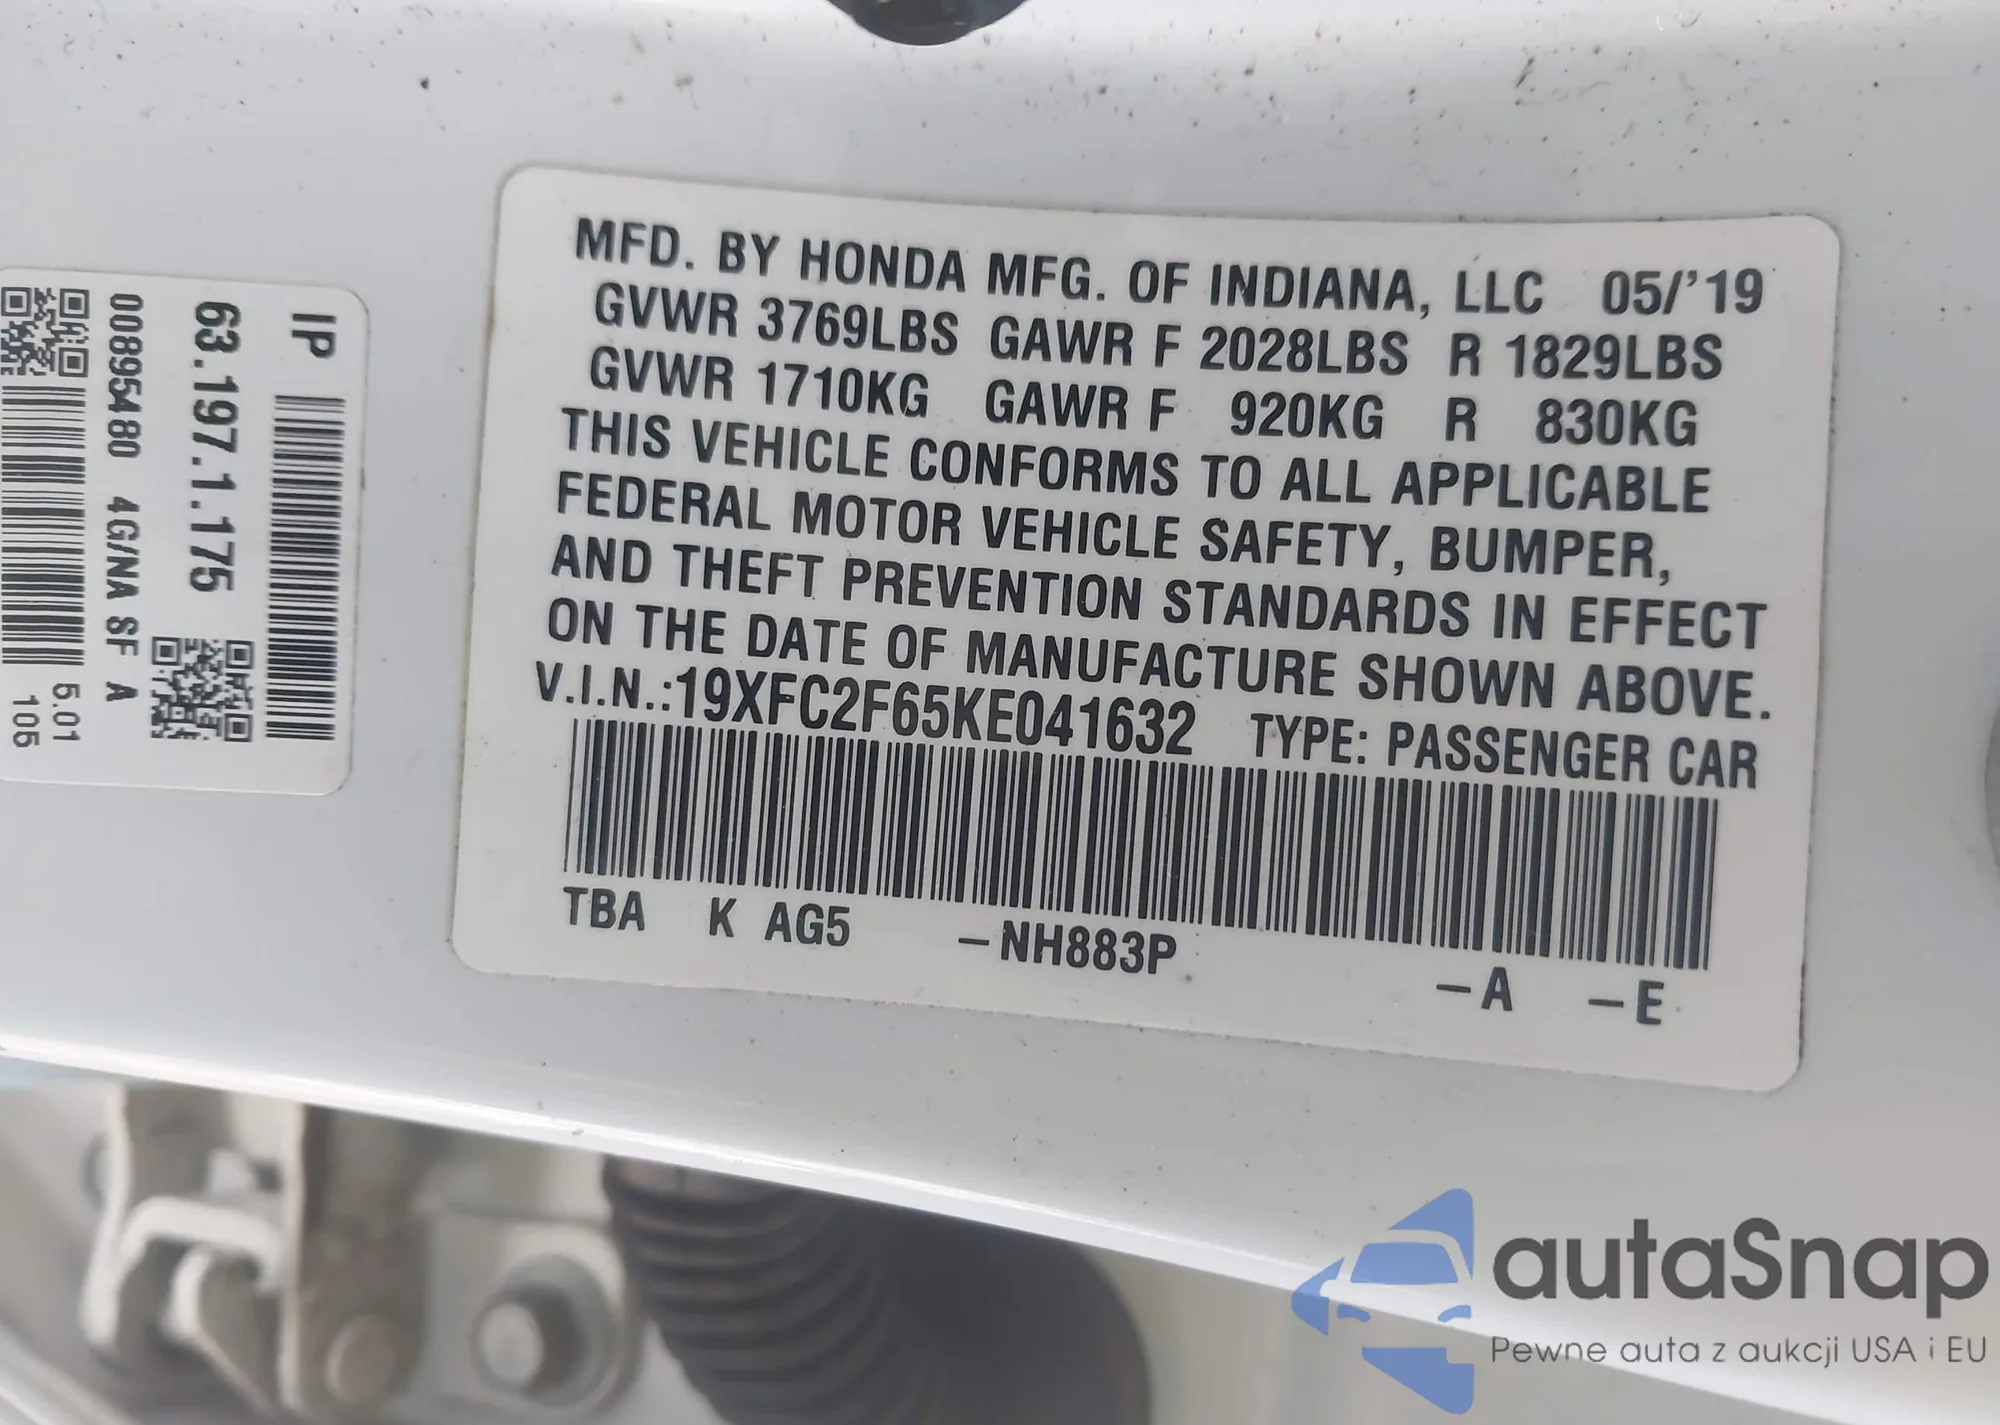 IP
63.197.1.175
00895480 4G/NA SF A
5.01
105
MFD. BY HONDA MFG. OF INDIANA, LLC 05/'19
GVWR 3769LBS GAWR F 2028LBS R 1829LBS
GVWR 1710KG GAWR F 920KG R 830KG
THIS VEHICLE CONFORMS TO ALL APPLICABLE
FEDERAL MOTOR VEHICLE SAFETY, BUMPER,
AND THEFT PREVENTION STANDARDS IN EFFECT
ON THE DATE OF MANUFACTURE SHOWN ABOVE.
V.I.N.:19XFC2F65KE041632 TYPE: PASSENGER CAR
TBA K AG5 –NH883P –A –E
autaSnap
Pewne auta z aukcji USA i EU